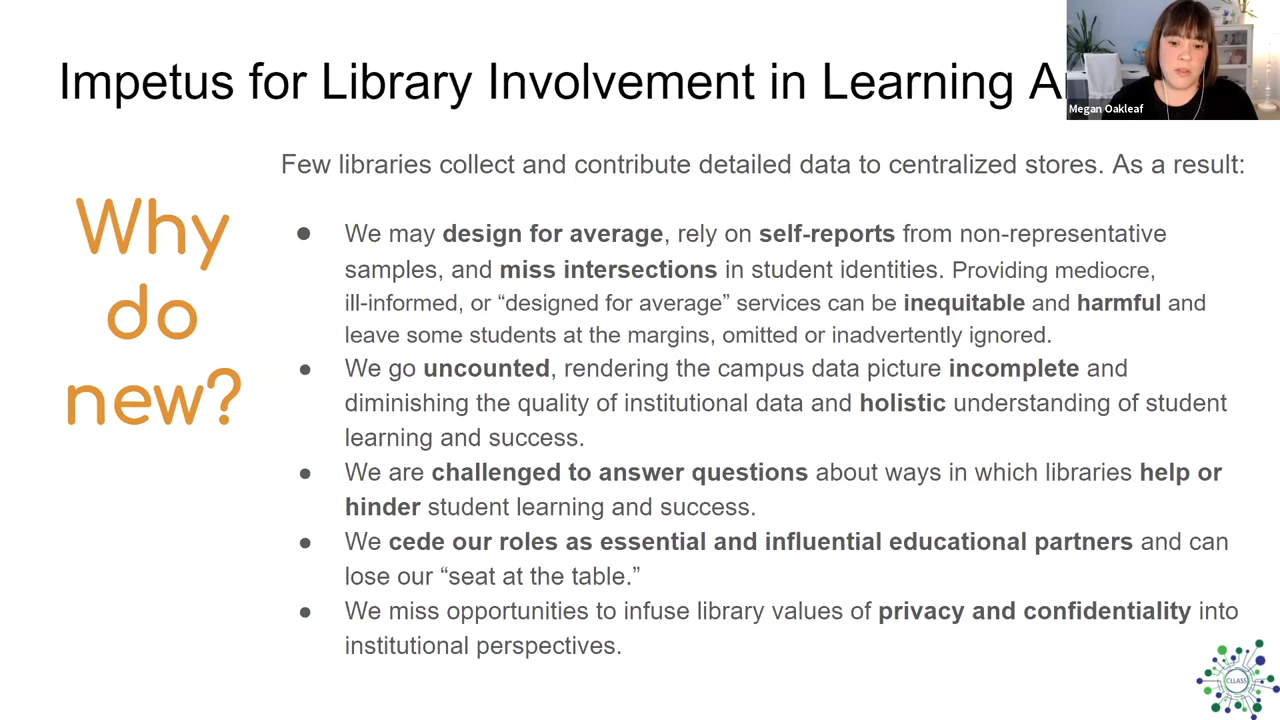 Impetus for Library Involvement in Learning A
Megan Oakleaf
Why
do
new?
Few libraries collect and contribute detailed data to centralized stores. As a result:
● We may design for average, rely on self-reports from non-representative
samples, and miss intersections in student identities. Providing mediocre,
ill-informed, or “designed for average” services can be inequitable and harmful and
leave some students at the margins, omitted or inadvertently ignored.
● We go uncounted, rendering the campus data picture incomplete and
diminishing the quality of institutional data and holistic understanding of student
learning and success.
● We are challenged to answer questions about ways in which libraries help or
hinder student learning and success.
● We cede our roles as essential and influential educational partners and can
lose our “seat at the table.”
● We miss opportunities to infuse library values of privacy and confidentiality into
institutional perspectives.
CLLASS